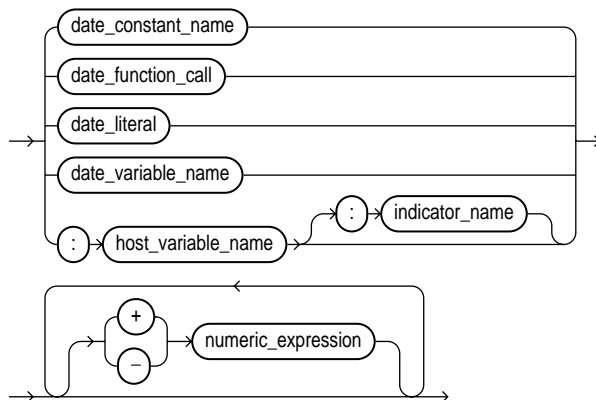 date_constant_name
date_function_call
date_literal
date_variable_name
: host_variable_name : indicator_name
+
numeric_expression
−